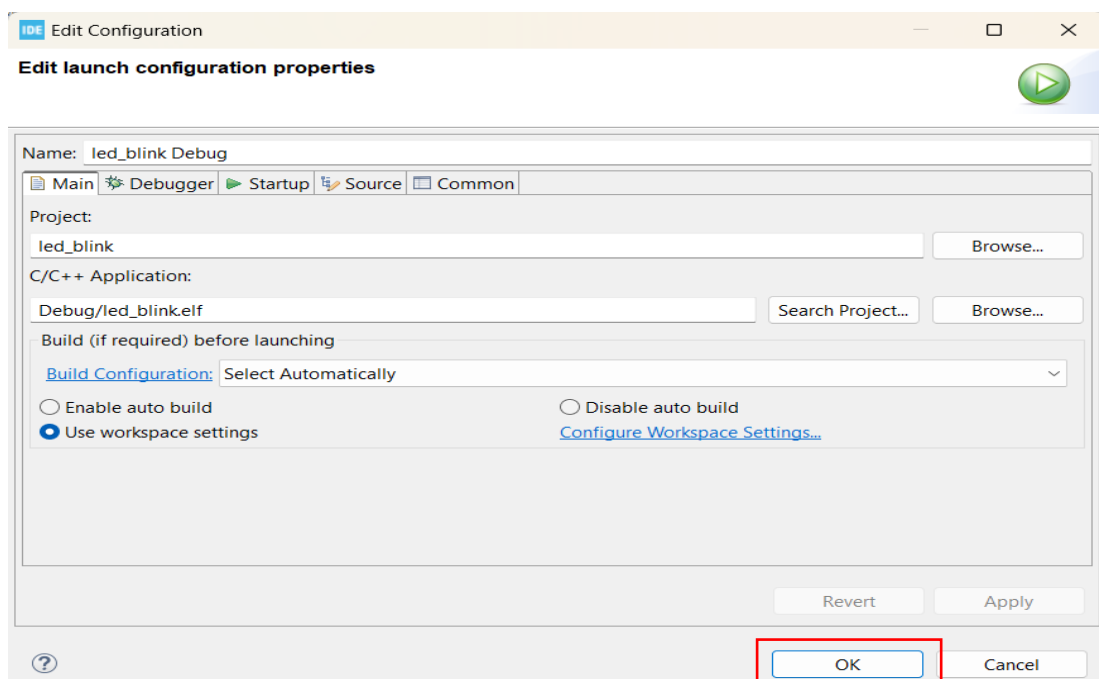 IDE Edit Configuration
Edit launch configuration properties
Name: led_blink Debug
Main Debugger Startup Source Common
Project:
led_blink Browse...
C/C++ Application:
Debug/led_blink.elf Search Project... Browse...
Build (if required) before launching
Build Configuration: Select Automatically
Enable auto build Disable auto build
Use workspace settings Configure Workspace Settings...
Revert Apply
? OK Cancel